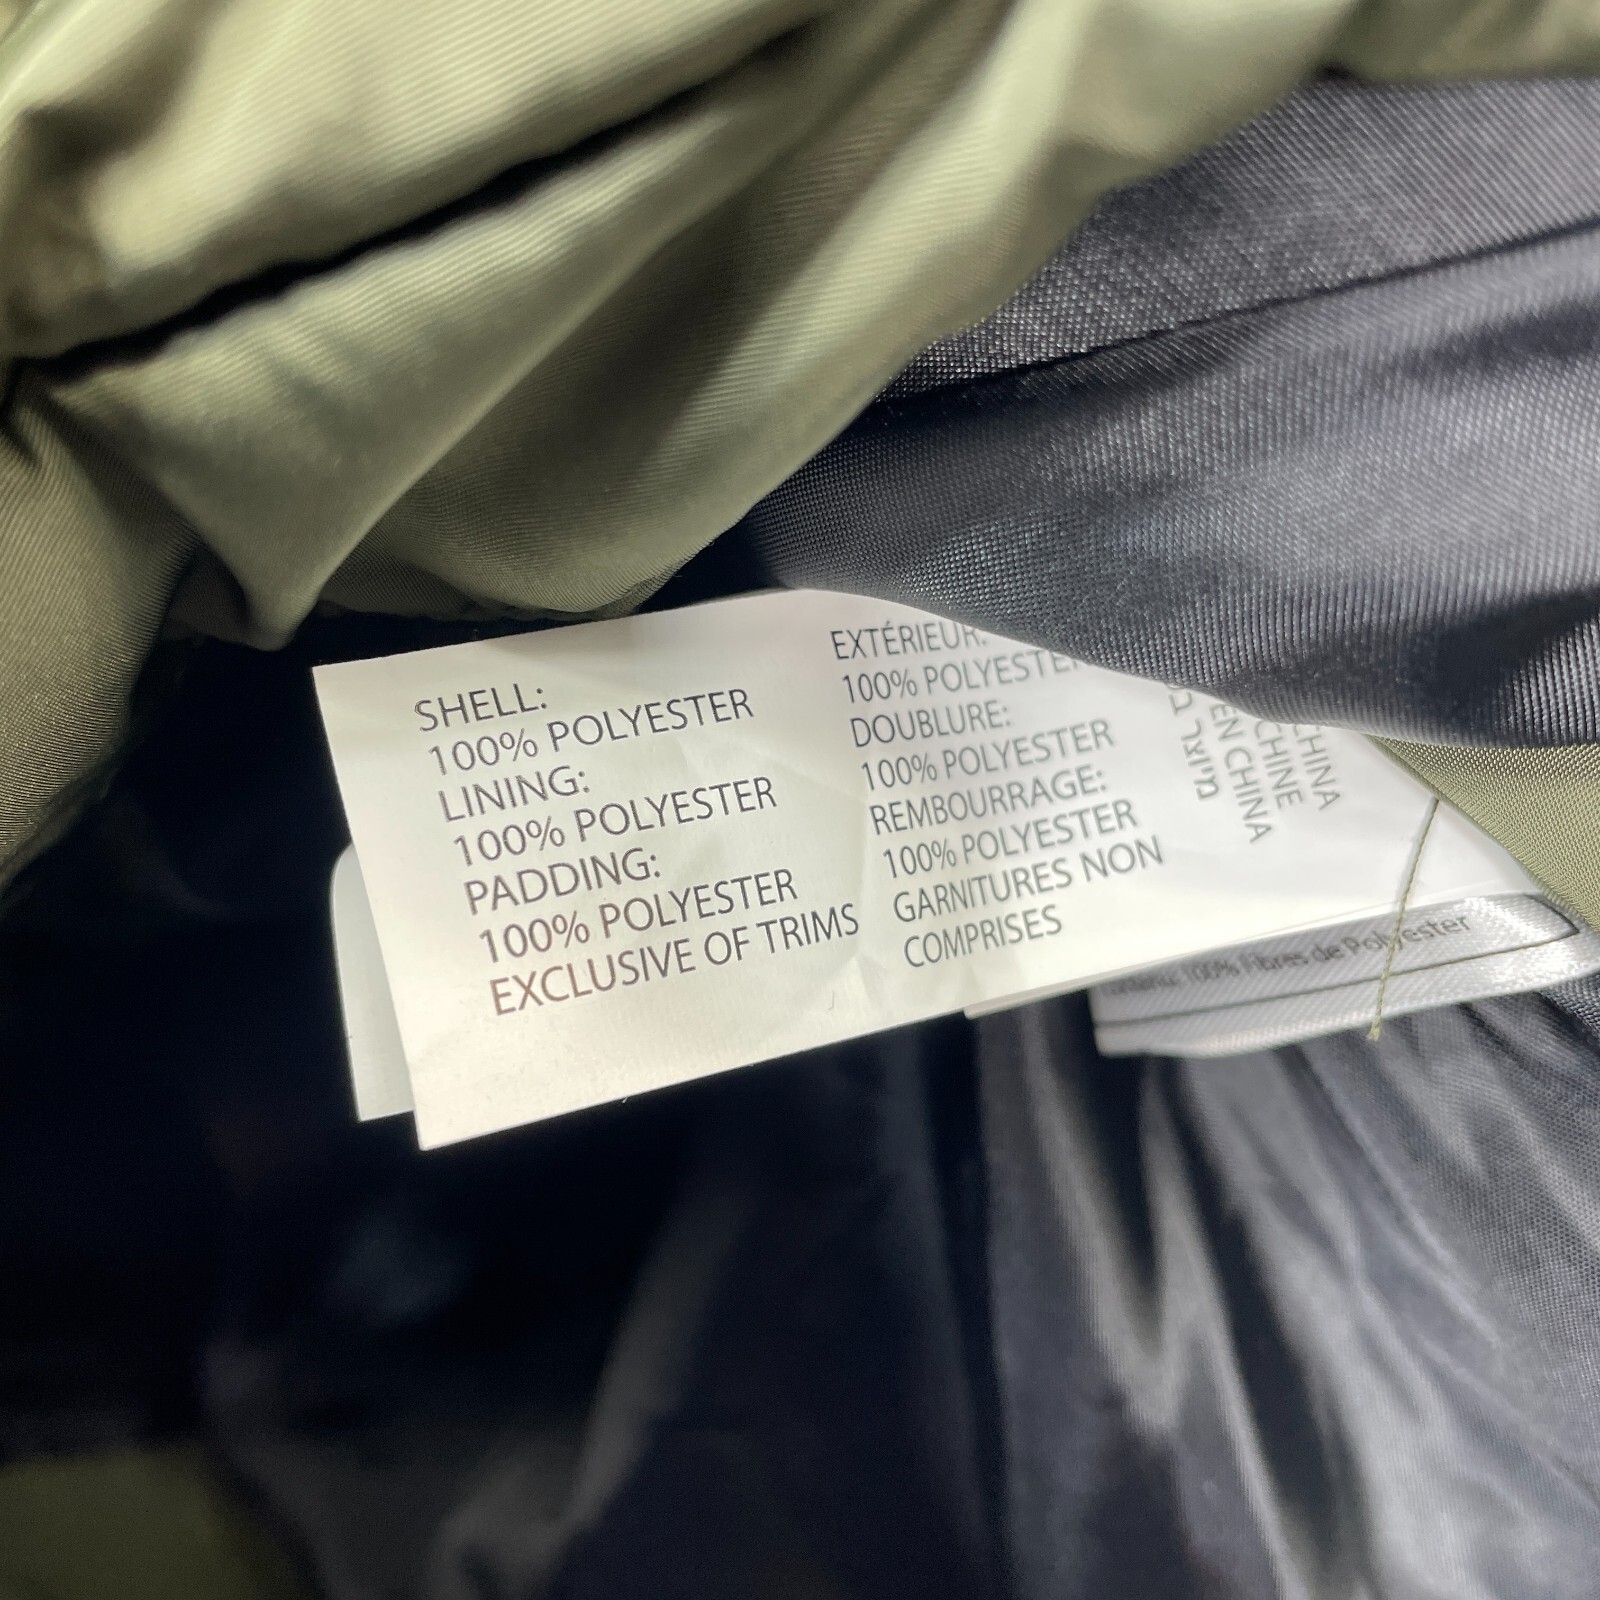 SHELL:
100% POLYESTER
LINING:
100% POLYESTER
PADDING:
100% POLYESTER
EXCLUSIVE OF TRIMS
EXTÉRIEUR:
100% POLYESTER
DOUBLURE:
100% POLYESTER
REMBOURRAGE:
100% POLYESTER
GARNITURES NON
COMPRISES
CHINA
CHINE
EN CHINA
100% Fibres de Polyester